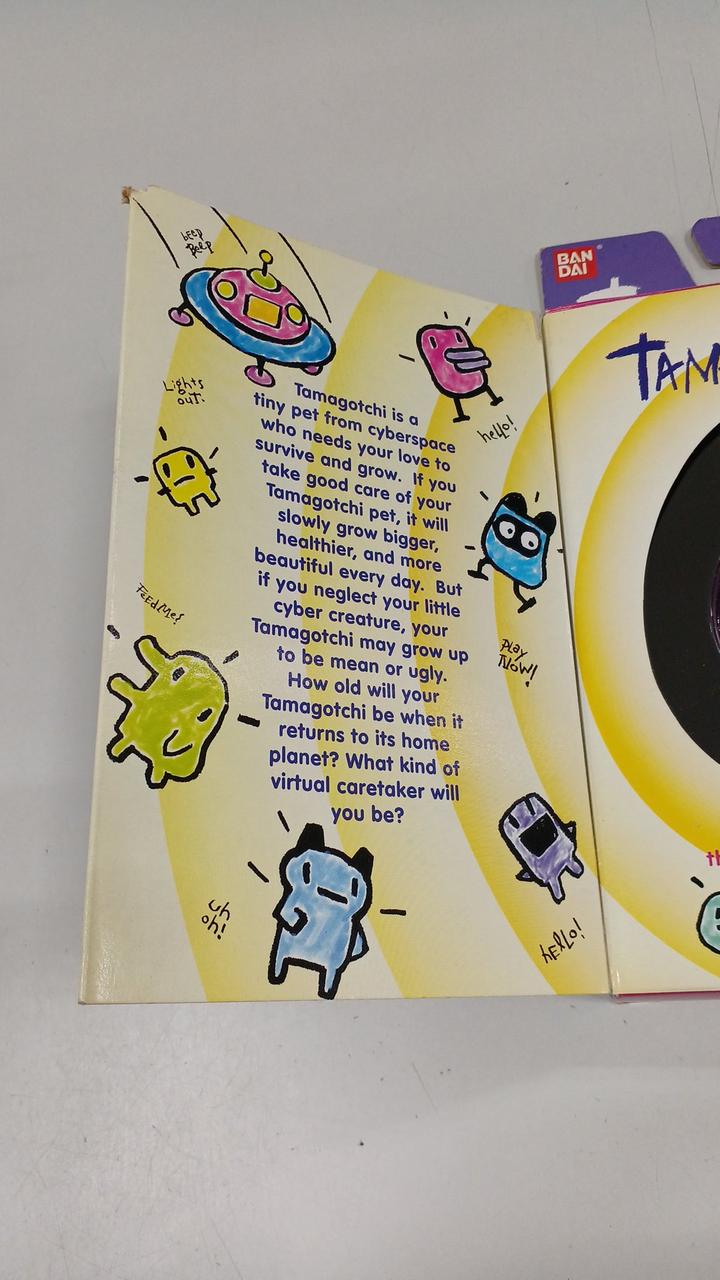 beep
Beep
BAN
DAI
TAM
Lights
out.
hello!
Tamagotchi is a
tiny pet from cyberspace
who needs your love to
survive and grow. If you
take good care of your
Tamagotchi pet, it will
slowly grow bigger,
healthier, and more
beautiful every day. But
if you neglect your little
cyber creature, your
Tamagotchi may grow up
to be mean or ugly.
How old will your
Tamagotchi be when it
returns to its home
planet? What kind of
virtual caretaker will
you be?
FeedMe!
Play
Now!
th
uh
oh!
hELLo!